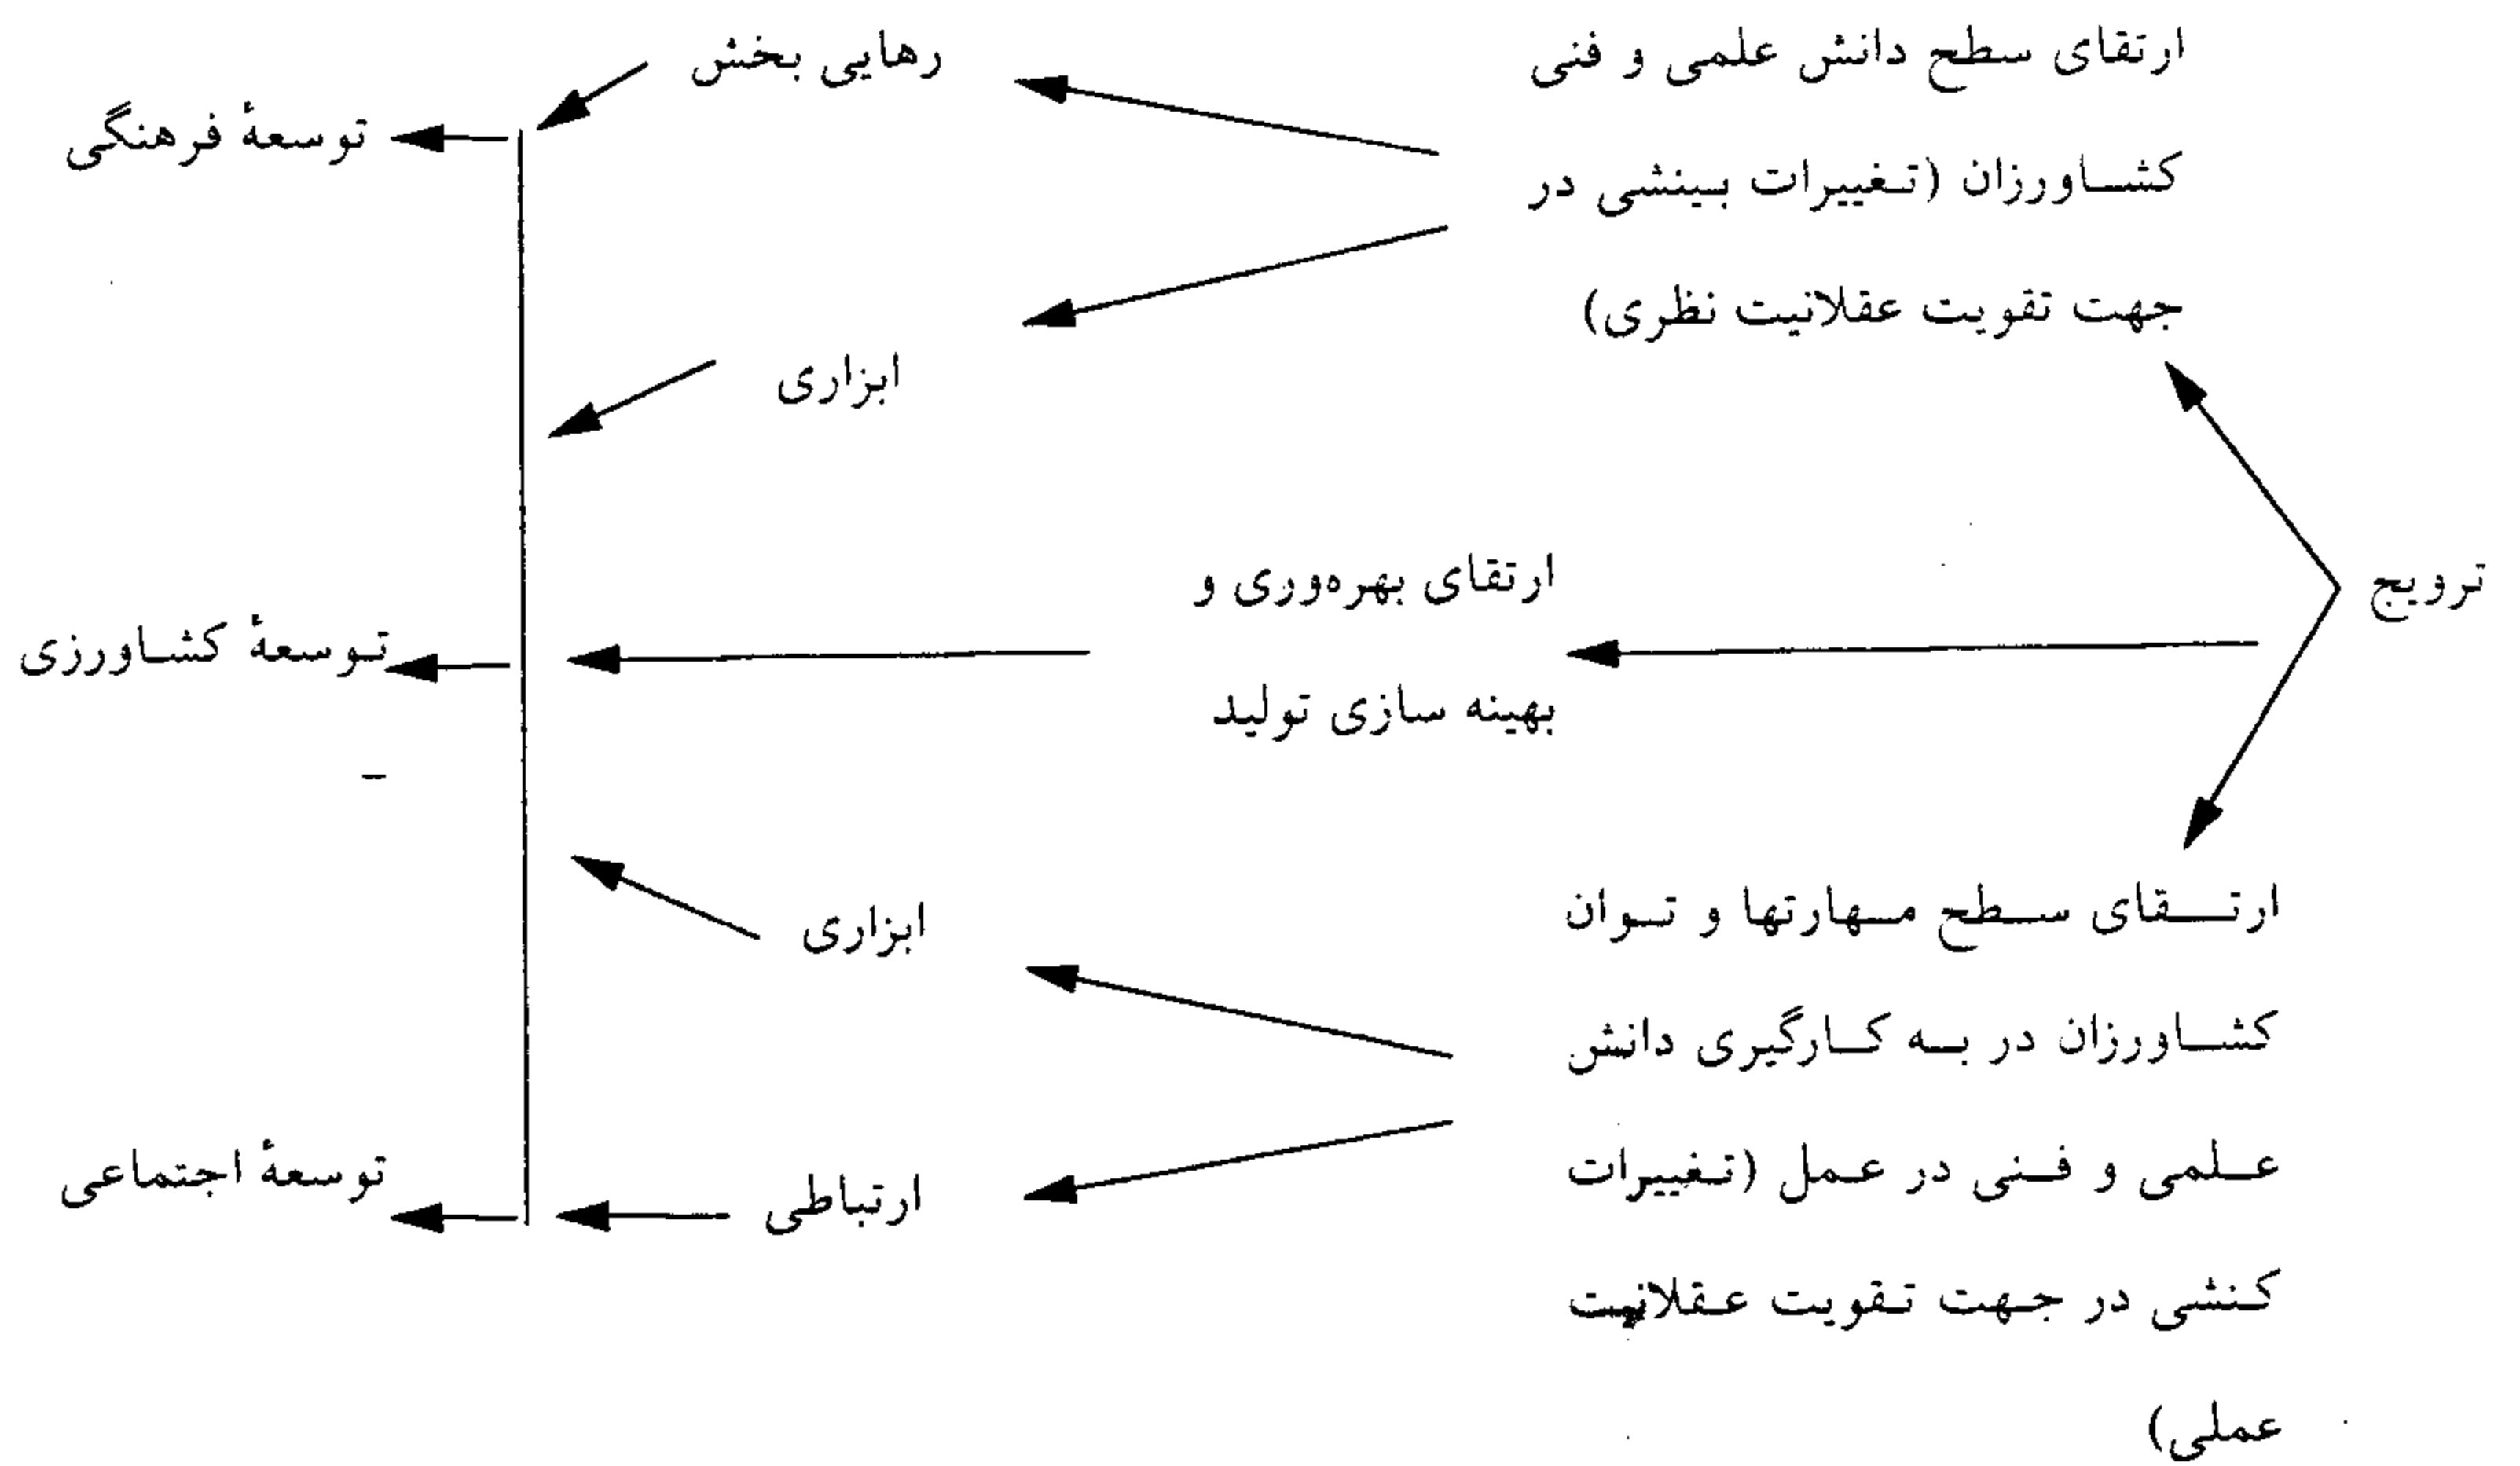 ترویج
ارتقای سطح دانش علمی و فنی
کشاورزان (تغییرات بینشی در
جهت تقویت عقلانیت نظری)
ارتقای بهره‌وری و
بهینه سازی تولید
ارتقای سطح مهارتها و توان
کشاورزان در به کارگیری دانش
علمی و فنی در عمل (تغییرات
کنشی در جهت تقویت عقلانیت
عملی)
رهایی بخش
ابزاری
ابزاری
ارتباطی
توسعهٔ فرهنگی
توسعهٔ کشاورزی
توسعهٔ اجتماعی